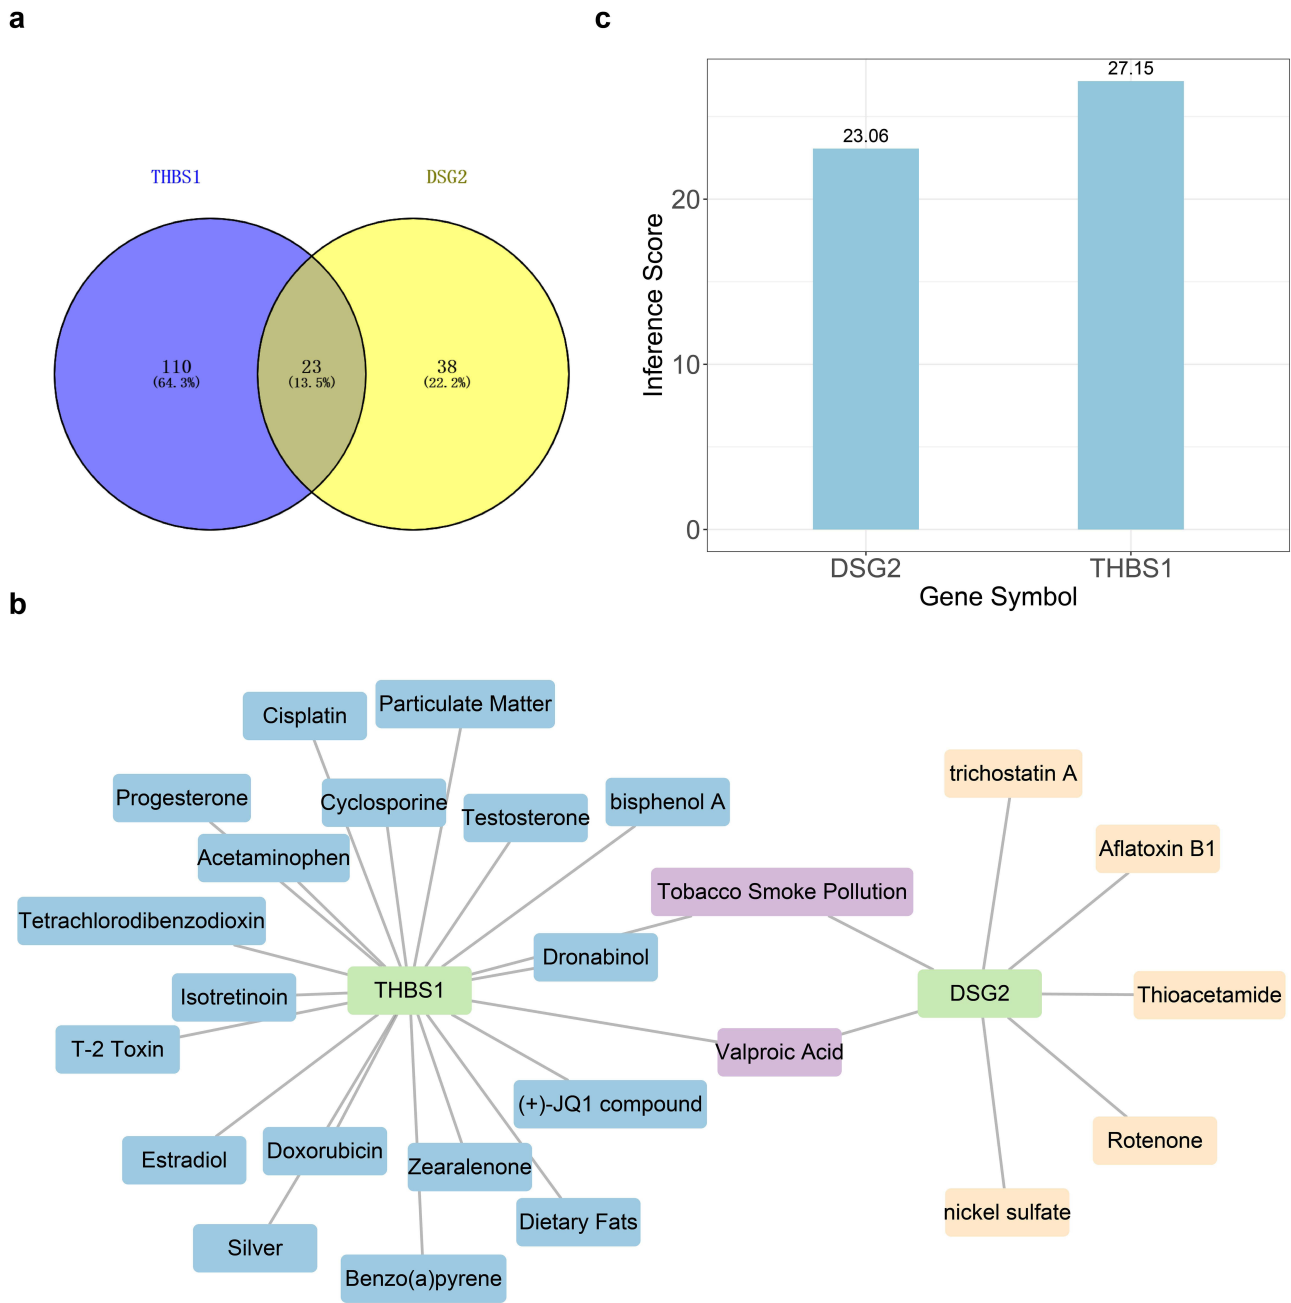 a
THBS1
DSG2
110
(64.3%)
23
(13.5%)
38
(22.2%)
c
27.15
23.06
20
10
0
Inference Score
DSG2
THBS1
Gene Symbol
b
Cisplatin
Particulate Matter
Progesterone
Cyclosporine
Testosterone
bisphenol A
Acetaminophen
Tetrachlorodibenzodioxin
Tobacco Smoke Pollution
Dronabinol
Isotretinoin
THBS1
T-2 Toxin
Valproic Acid
(+)-JQ1 compound
Estradiol
Doxorubicin
Zearalenone
Dietary Fats
Silver
Benzo(a)pyrene
trichostatin A
Aflatoxin B1
DSG2
Thioacetamide
Rotenone
nickel sulfate